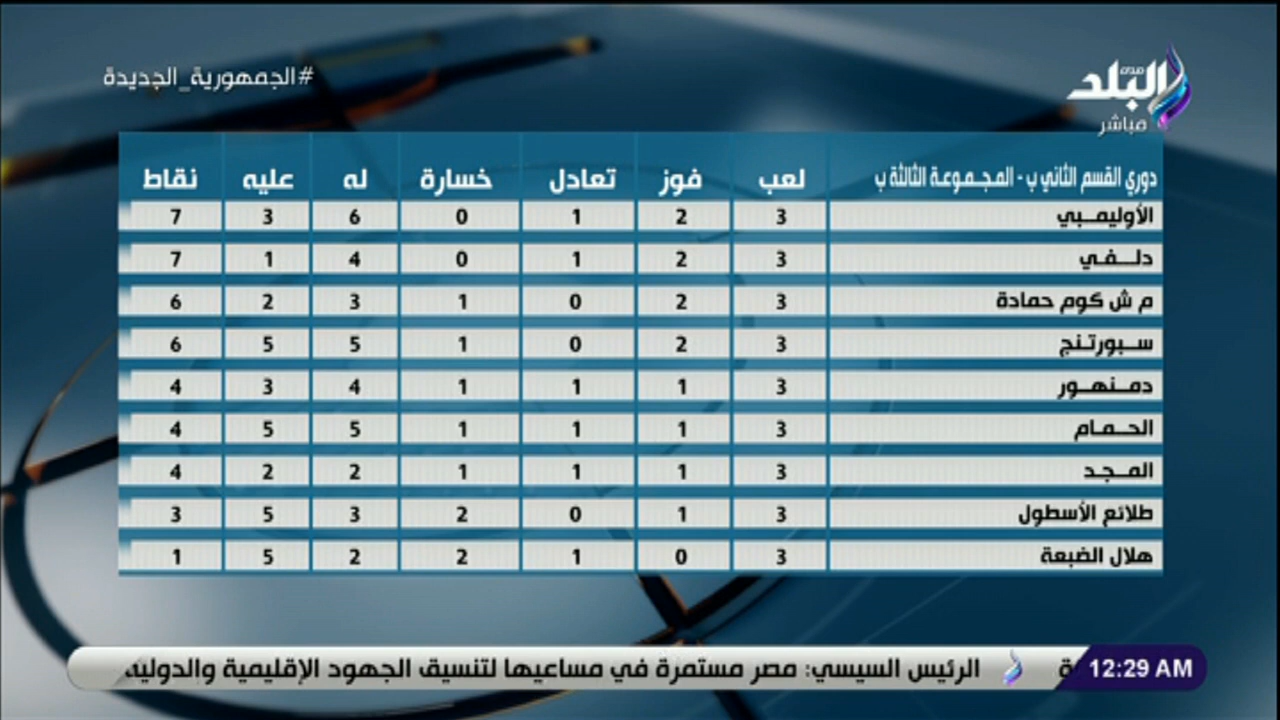 #الجمهورية_الجديدة
صدى البلد
مباشر
دوري القسم الثاني ب - المجموعة الثالثة ب لعب فوز تعادل خسارة له عليه نقاط
الأوليمبي 3 2 1 0 6 3 7
دلفي 3 2 1 0 4 1 7
م ش كوم حمادة 3 2 0 1 3 2 6
سبورتنج 3 2 0 1 5 5 6
دمنهور 3 1 1 1 4 3 4
الحمام 3 1 1 1 5 5 4
المجد 3 1 1 1 2 2 4
طلائع الأسطول 3 1 0 2 3 5 3
هلال الضبعة 3 0 1 2 2 5 1
12:29 AM ة الرئيس السيسي: مصر مستمرة في مساعيها لتنسيق الجهود الإقليمية والدولية